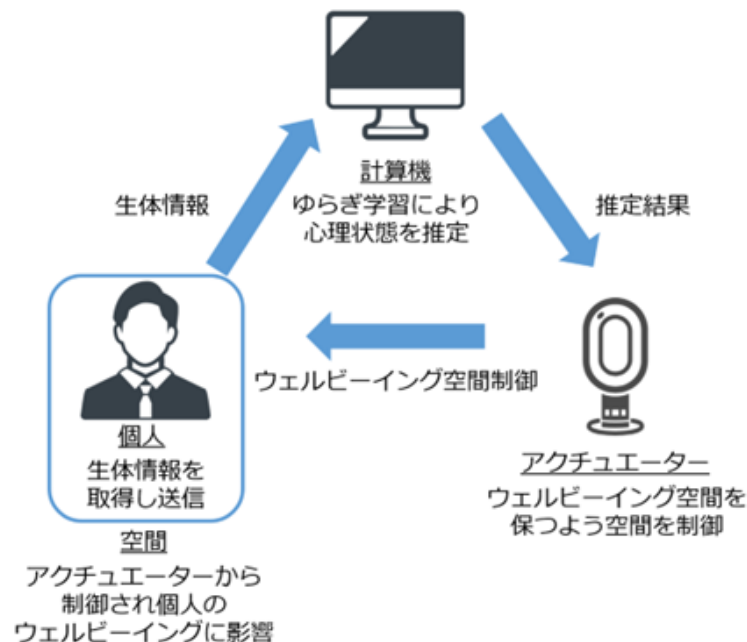 計算機
ゆらぎ学習により
心理状態を推定
生体情報
推定結果
ウェルビーイング空間制御
個人
生体情報を
取得し送信
空間
アクチュエーターから
制御され個人の
ウェルビーイングに影響
アクチュエーター
ウェルビーイング空間を
保つよう空間を制御